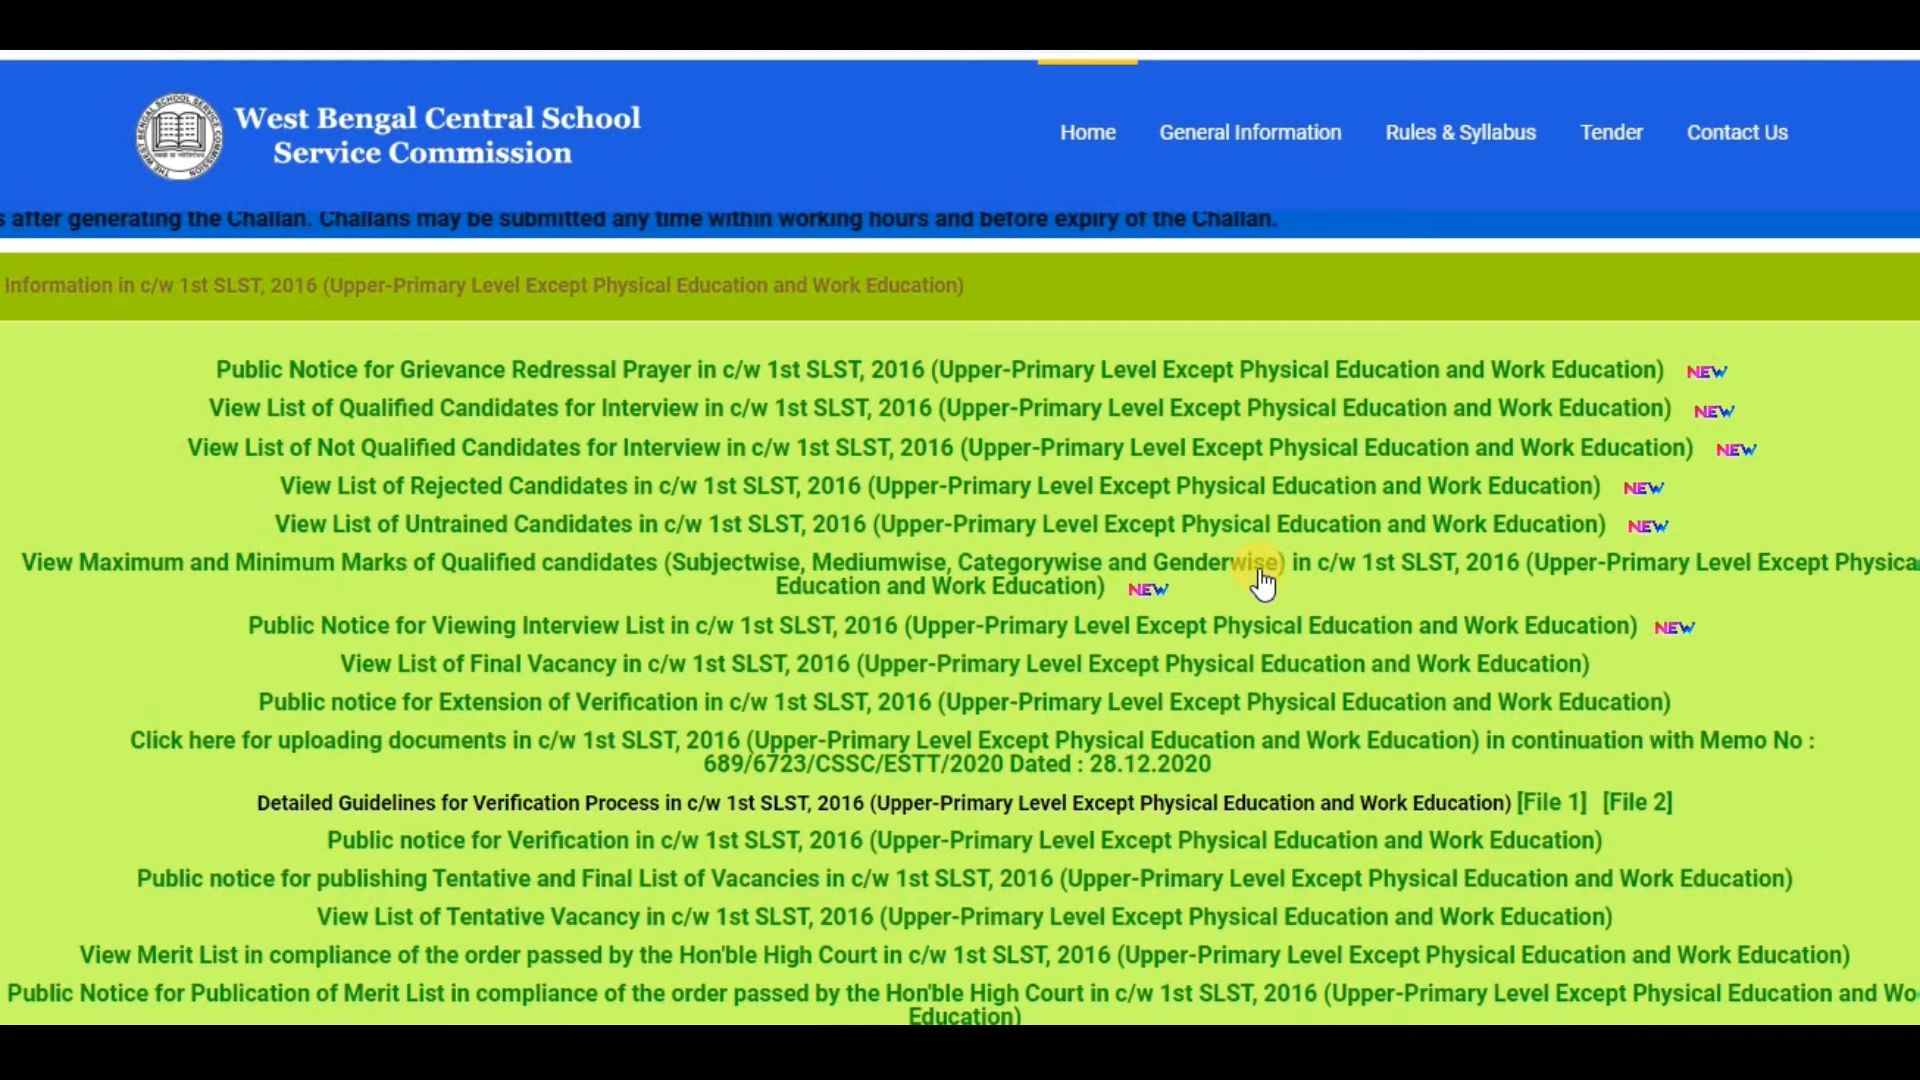 West Bengal Central School
Service Commission
Home General Information Rules & Syllabus Tender Contact Us
s after generating the Challan. Challans may be submitted any time within working hours and before expiry of the Challan.
Information in c/w 1st SLST, 2016 (Upper-Primary Level Except Physical Education and Work Education)
Public Notice for Grievance Redressal Prayer in c/w 1st SLST, 2016 (Upper-Primary Level Except Physical Education and Work Education) NEW
View List of Qualified Candidates for Interview in c/w 1st SLST, 2016 (Upper-Primary Level Except Physical Education and Work Education) NEW
View List of Not Qualified Candidates for Interview in c/w 1st SLST, 2016 (Upper-Primary Level Except Physical Education and Work Education) NEW
View List of Rejected Candidates in c/w 1st SLST, 2016 (Upper-Primary Level Except Physical Education and Work Education) NEW
View List of Untrained Candidates in c/w 1st SLST, 2016 (Upper-Primary Level Except Physical Education and Work Education) NEW
View Maximum and Minimum Marks of Qualified candidates (Subjectwise, Mediumwise, Categorywise and Genderwise) in c/w 1st SLST, 2016 (Upper-Primary Level Except Physica
Education and Work Education) NEW
Public Notice for Viewing Interview List in c/w 1st SLST, 2016 (Upper-Primary Level Except Physical Education and Work Education) NEW
View List of Final Vacancy in c/w 1st SLST, 2016 (Upper-Primary Level Except Physical Education and Work Education)
Public notice for Extension of Verification in c/w 1st SLST, 2016 (Upper-Primary Level Except Physical Education and Work Education)
Click here for uploading documents in c/w 1st SLST, 2016 (Upper-Primary Level Except Physical Education and Work Education) in continuation with Memo No :
689/6723/CSSC/ESTT/2020 Dated : 28.12.2020
Detailed Guidelines for Verification Process in c/w 1st SLST, 2016 (Upper-Primary Level Except Physical Education and Work Education) [File 1] [File 2]
Public notice for Verification in c/w 1st SLST, 2016 (Upper-Primary Level Except Physical Education and Work Education)
Public notice for publishing Tentative and Final List of Vacancies in c/w 1st SLST, 2016 (Upper-Primary Level Except Physical Education and Work Education)
View List of Tentative Vacancy in c/w 1st SLST, 2016 (Upper-Primary Level Except Physical Education and Work Education)
View Merit List in compliance of the order passed by the Hon'ble High Court in c/w 1st SLST, 2016 (Upper-Primary Level Except Physical Education and Work Education)
Public Notice for Publication of Merit List in compliance of the order passed by the Hon'ble High Court in c/w 1st SLST, 2016 (Upper-Primary Level Except Physical Education and Wo
Education)